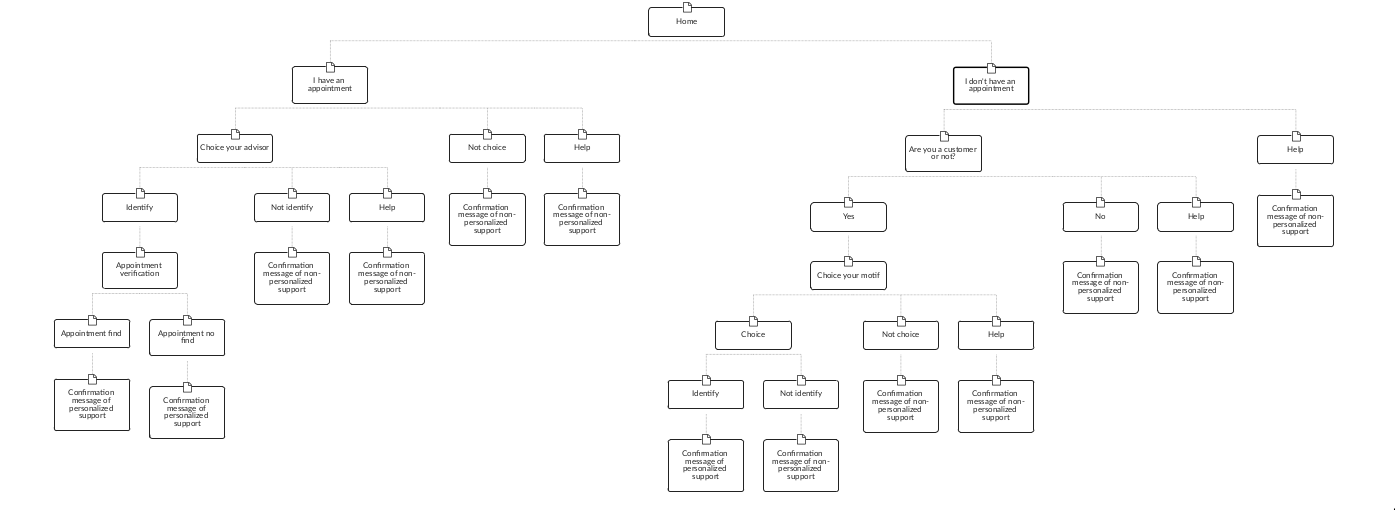 Home
I have an
appointment
I don't have an
appointment
Choice your advisor
Not choice
Help
Are you a customer
or not?
Help
Identify
Not identify
Help
Confirmation
message of non-
personalized
support
Confirmation
message of non-
personalized
support
Yes
No
Help
Confirmation
message of non-
personalized
support
Appointment
verification
Confirmation
message of non-
personalized
support
Confirmation
message of non-
personalized
support
Choice your motif
Confirmation
message of non-
personalized
support
Confirmation
message of non-
personalized
support
Appointment find
Appointment no
find
Choice
Not choice
Help
Confirmation
message of
personalized
support
Confirmation
message of
personalized
support
Identify
Not identify
Confirmation
message of non-
personalized
support
Confirmation
message of non-
personalized
support
Confirmation
message of
personalized
support
Confirmation
message of non-
personalized
support